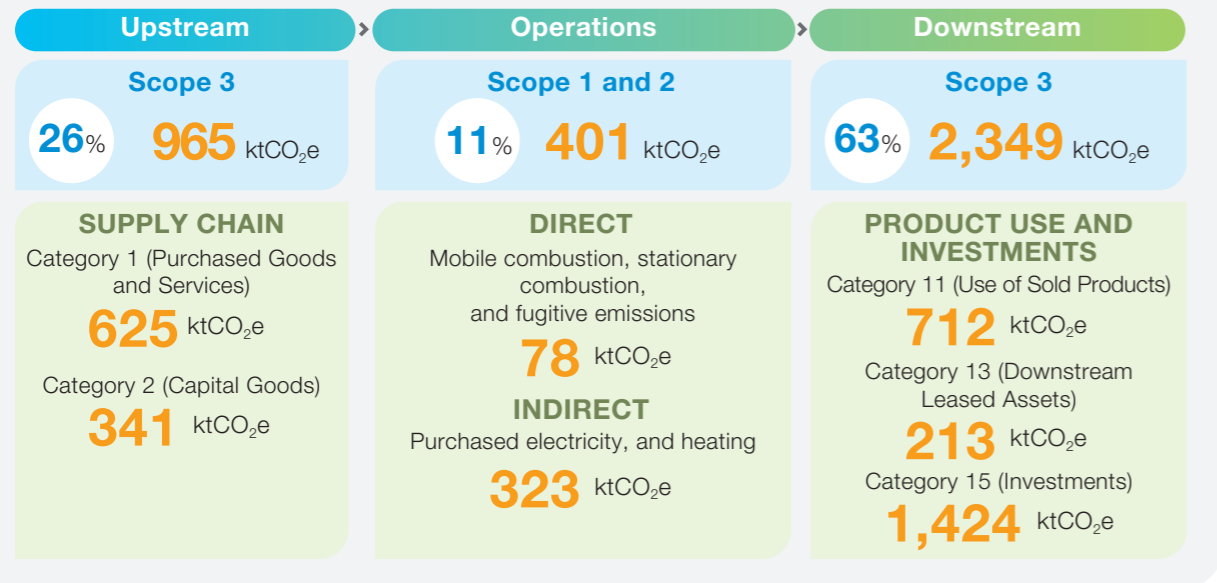 Upstream
Operations
Downstream
Scope 3
26% 965 ktCO₂e
Scope 1 and 2
11% 401 ktCO₂e
Scope 3
63% 2,349 ktCO₂e
SUPPLY CHAIN
Category 1 (Purchased Goods
and Services)
625 ktCO₂e
Category 2 (Capital Goods)
341 ktCO₂e
DIRECT
Mobile combustion, stationary
combustion,
and fugitive emissions
78 ktCO₂e
INDIRECT
Purchased electricity, and heating
323 ktCO₂e
PRODUCT USE AND
INVESTMENTS
Category 11 (Use of Sold Products)
712 ktCO₂e
Category 13 (Downstream
Leased Assets)
213 ktCO₂e
Category 15 (Investments)
1,424 ktCO₂e